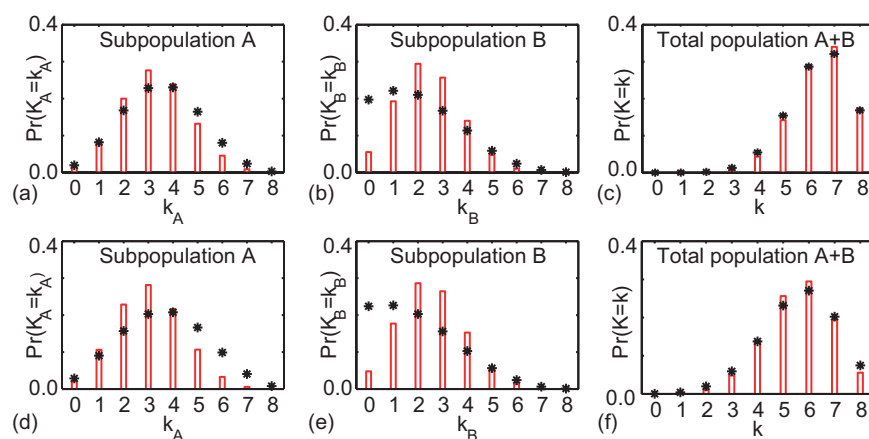 0.4
Subpopulation A
Pr(K_A=k_A)
0.0
0 1 2 3 4 5 6 7 8
(a)
k_A
0.4
Subpopulation B
Pr(K_B=k_B)
0.0
0 1 2 3 4 5 6 7 8
(b)
k_B
0.4
Total population A+B
Pr(K=k)
0.0
0 1 2 3 4 5 6 7 8
(c)
k
0.4
Subpopulation A
Pr(K_A=k_A)
0.0
0 1 2 3 4 5 6 7 8
(d)
k_A
0.4
Subpopulation B
Pr(K_B=k_B)
0.0
0 1 2 3 4 5 6 7 8
(e)
k_B
0.4
Total population A+B
Pr(K=k)
0.0
0 1 2 3 4 5 6 7 8
(f)
k